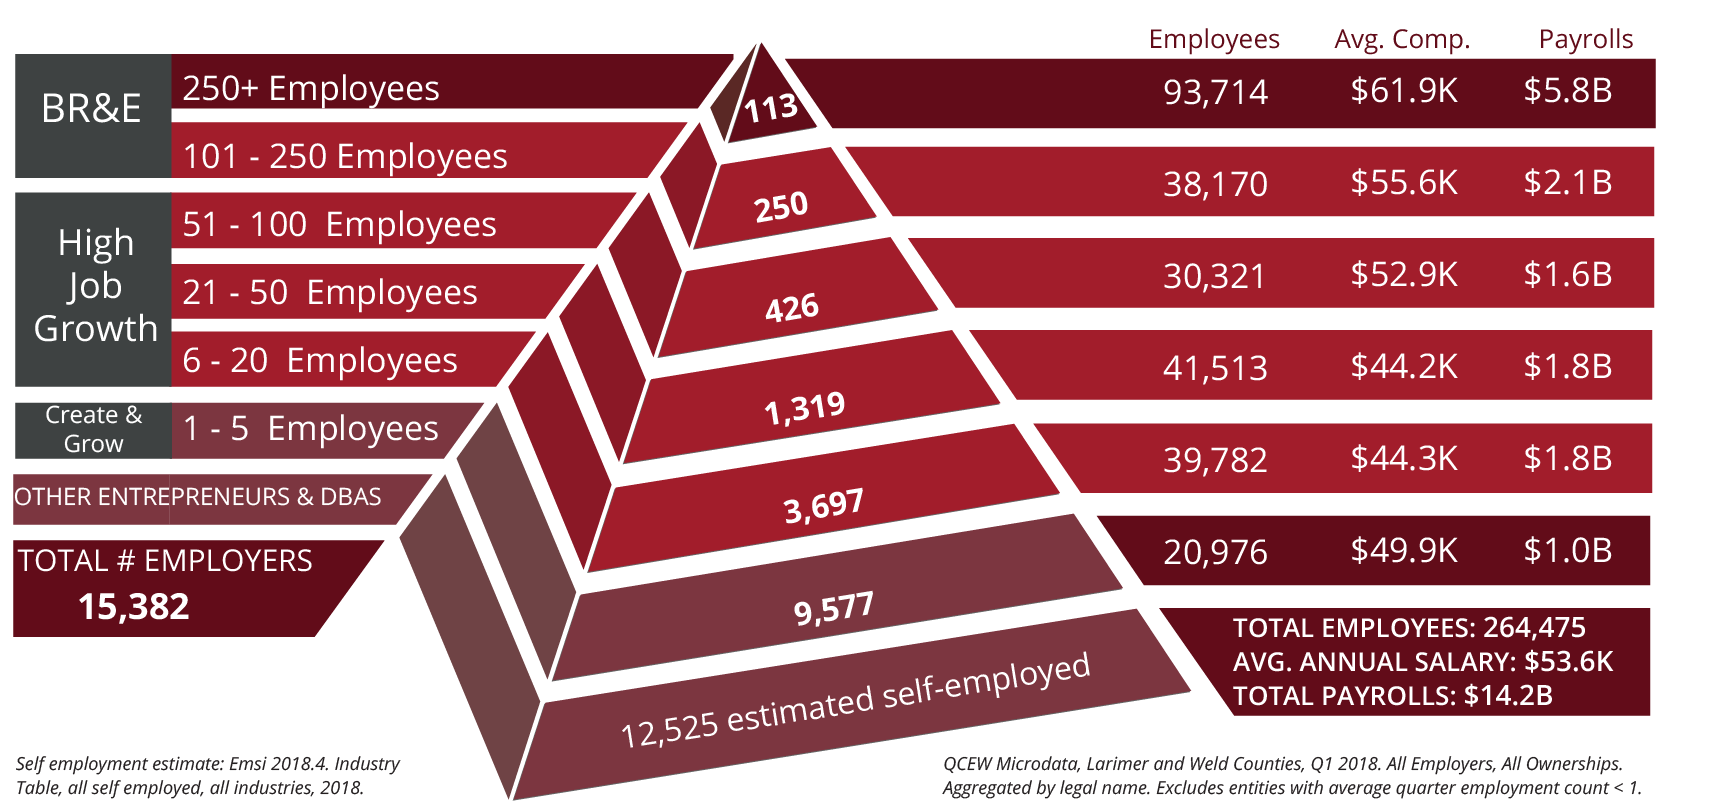 Employees Avg. Comp. Payrolls
BR&E
250+ Employees
113
93,714 $61.9K $5.8B
101 - 250 Employees
250
38,170 $55.6K $2.1B
High
Job
Growth
51 - 100 Employees
426
30,321 $52.9K $1.6B
21 - 50 Employees
1,319
41,513 $44.2K $1.8B
6 - 20 Employees
3,697
39,782 $44.3K $1.8B
Create &
Grow
1 - 5 Employees
9,577
20,976 $49.9K $1.0B
OTHER ENTREPRENEURS & DBAS
12,525 estimated self-employed
TOTAL # EMPLOYERS
15,382
TOTAL EMPLOYEES: 264,475
AVG. ANNUAL SALARY: $53.6K
TOTAL PAYROLLS: $14.2B
Self employment estimate: Emsi 2018.4. Industry
Table, all self employed, all industries, 2018.
QCEW Microdata, Larimer and Weld Counties, Q1 2018. All Employers, All Ownerships.
Aggregated by legal name. Excludes entities with average quarter employment count < 1.